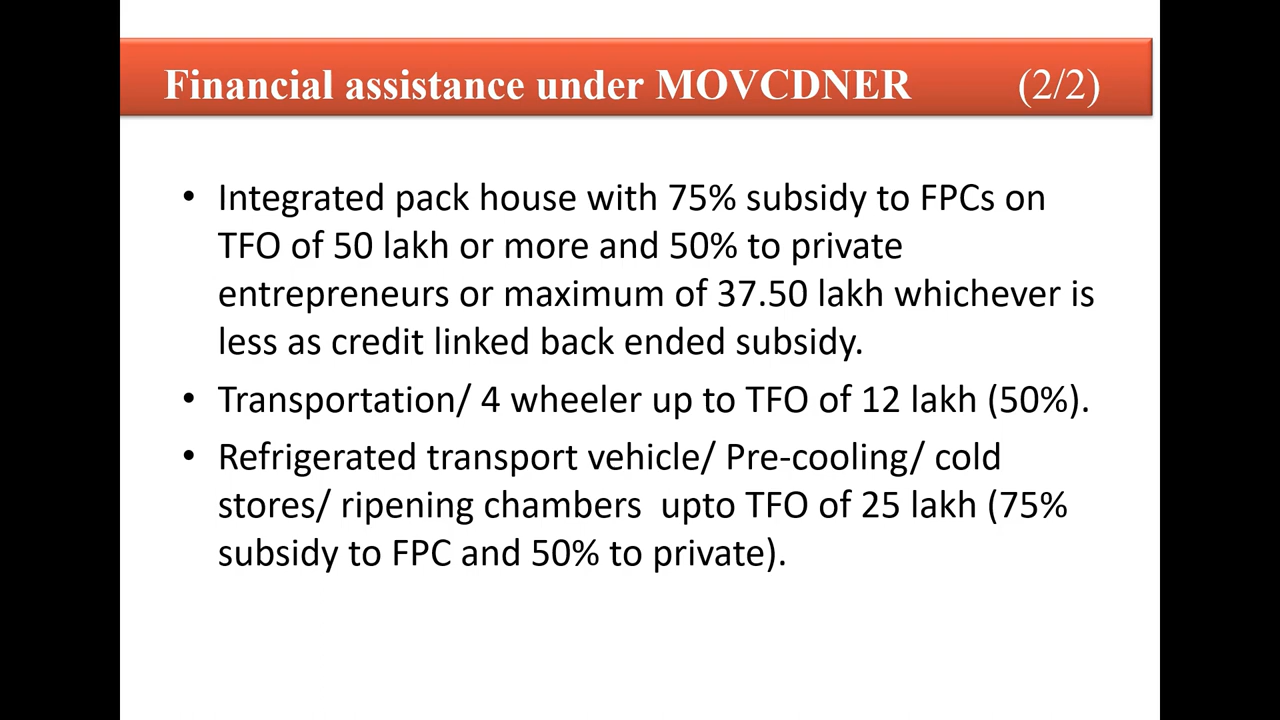 Financial assistance under MOVCDNER (2/2)
• Integrated pack house with 75% subsidy to FPCs on
TFO of 50 lakh or more and 50% to private
entrepreneurs or maximum of 37.50 lakh whichever is
less as credit linked back ended subsidy.
• Transportation/ 4 wheeler up to TFO of 12 lakh (50%).
• Refrigerated transport vehicle/ Pre-cooling/ cold
stores/ ripening chambers  upto TFO of 25 lakh (75%
subsidy to FPC and 50% to private).